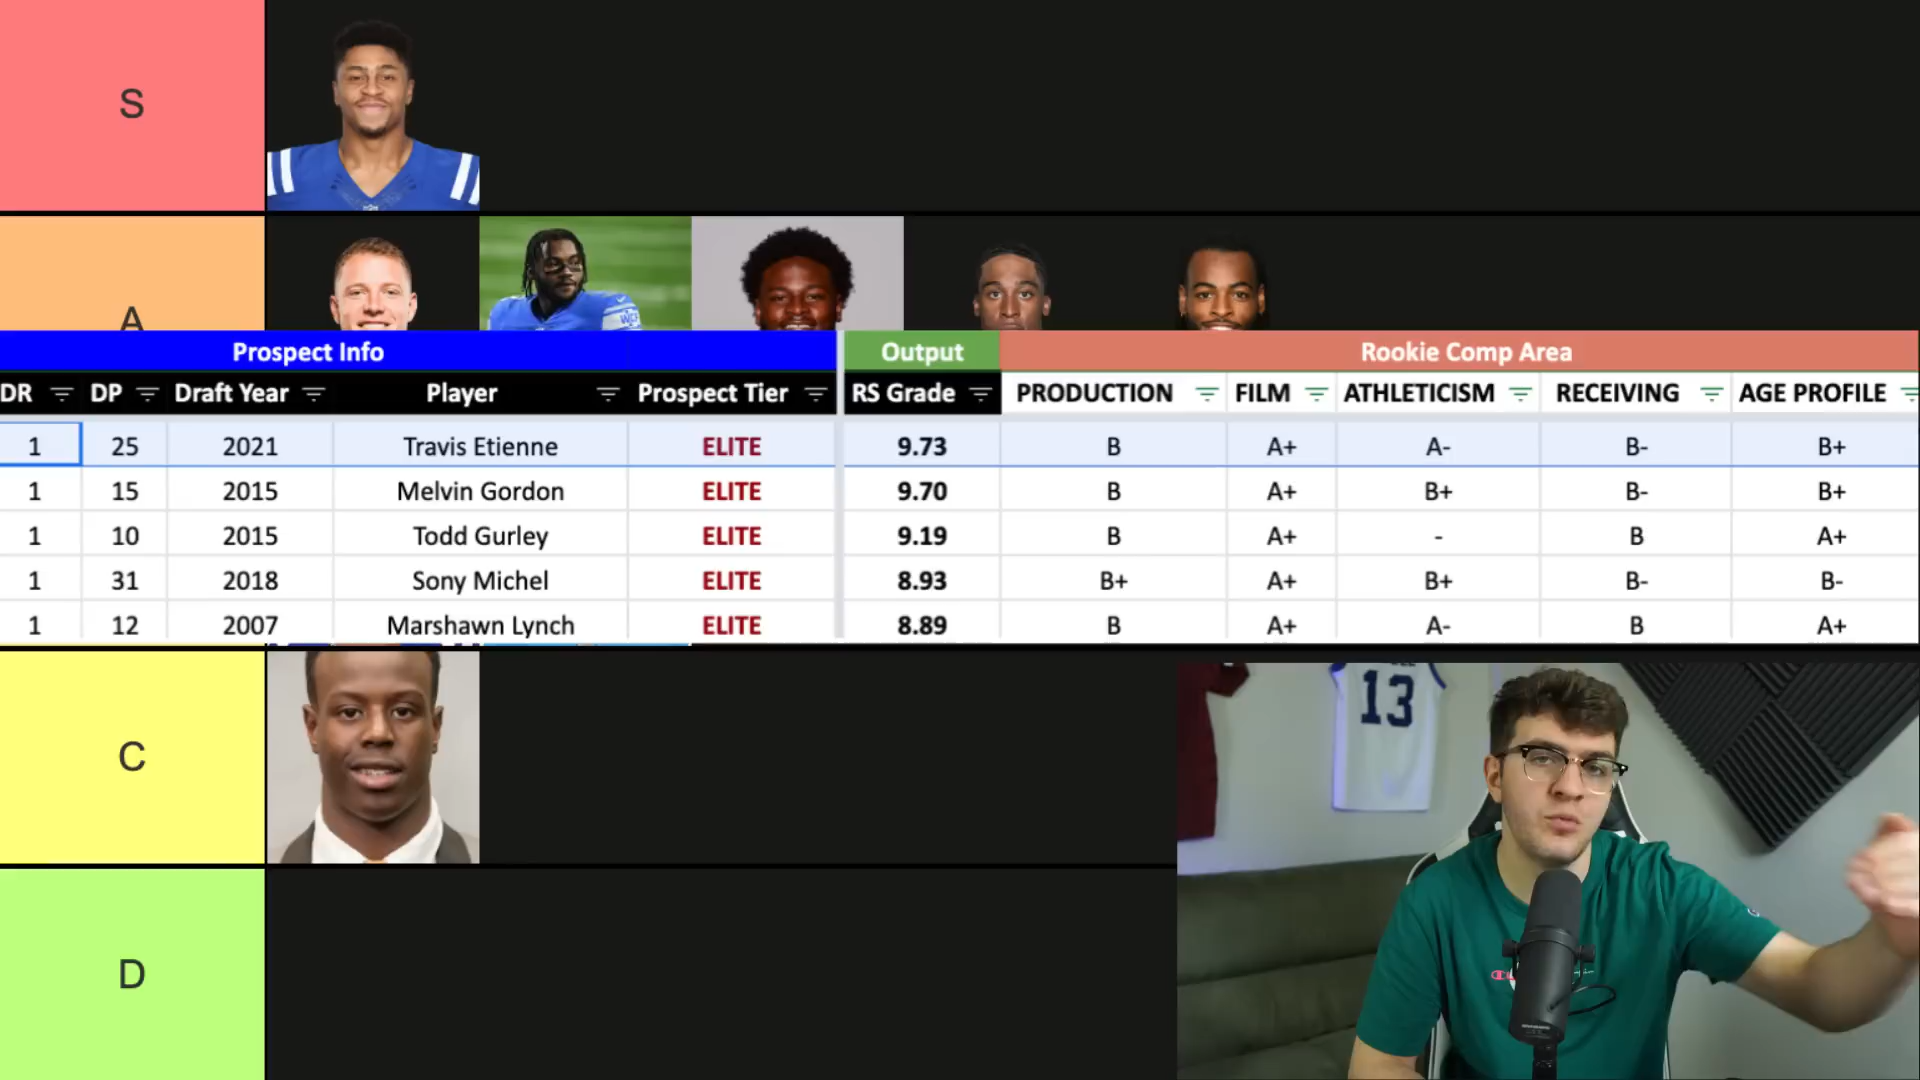 S
A
Prospect Info Output Rookie Comp Area
DR DP Draft Year Player Prospect Tier RS Grade PRODUCTION FILM ATHLETICISM RECEIVING AGE PROFILE
1 25 2021 Travis Etienne ELITE 9.73 B A+ A- B- B+
1 15 2015 Melvin Gordon ELITE 9.70 B A+ B+ B- B+
1 10 2015 Todd Gurley ELITE 9.19 B A+ - B A+
1 31 2018 Sony Michel ELITE 8.93 B+ A+ B+ B- B-
1 12 2007 Marshawn Lynch ELITE 8.89 B A+ A- B A+
C
13
D